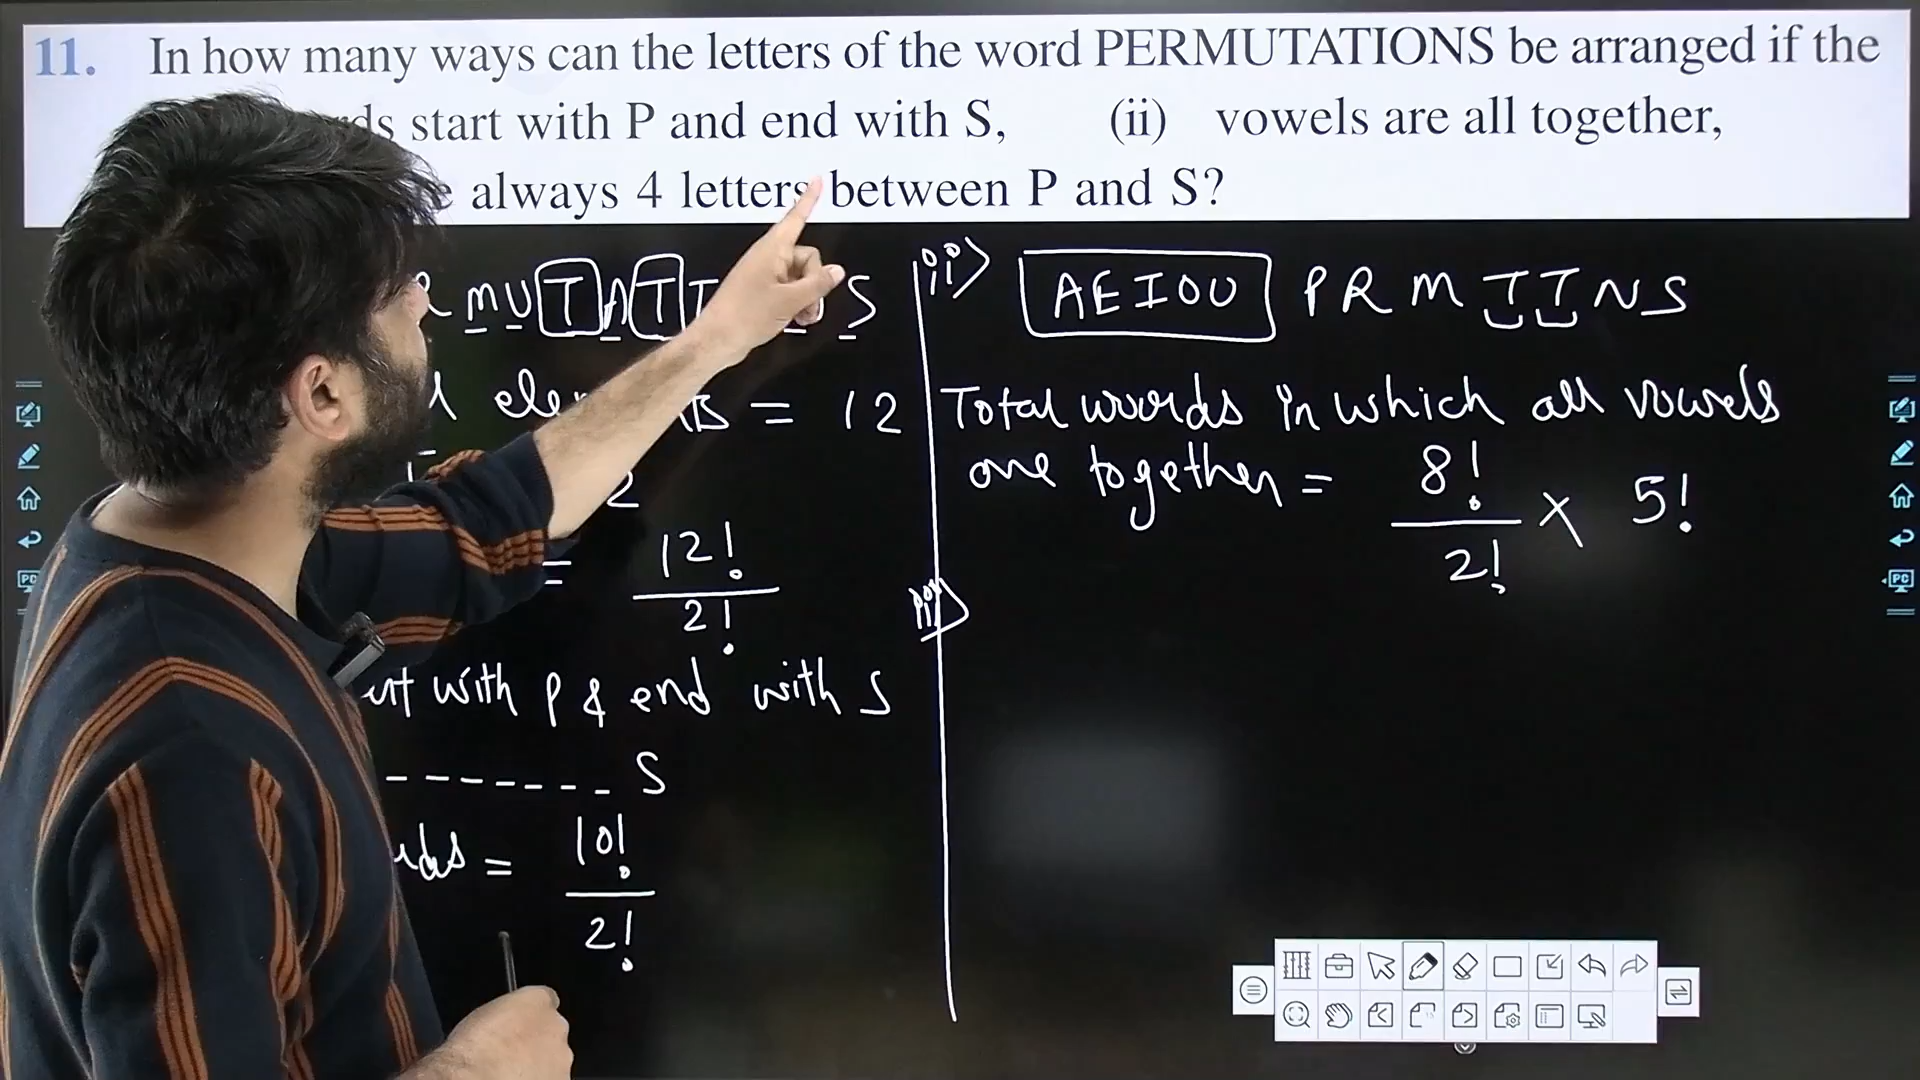 11. In how many ways can the letters of the word PERMUTATIONS be arranged if the
start with P and end with S, (ii) vowels are all together,
always 4 letters between P and S?
M U T A T I S
= 12
2
= 12!
2!
with P & end with S
- - - - - - - S
= 10!
2!
ii) AEIOU P R M T T N S
Total words in which all vowels
are together = 8! × 5!
2!
iii)